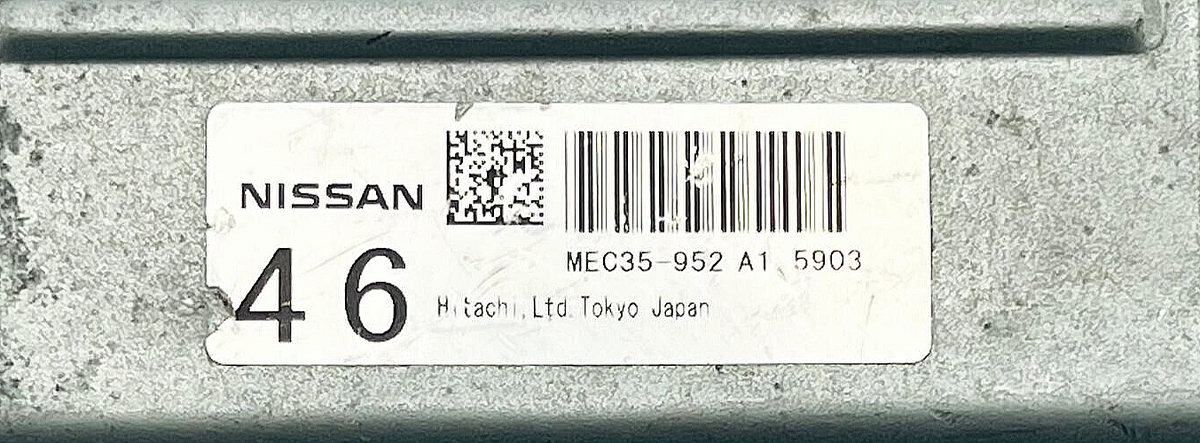 NISSAN
MEC35-952 A1 5903
46
Hitachi,Ltd.Tokyo Japan